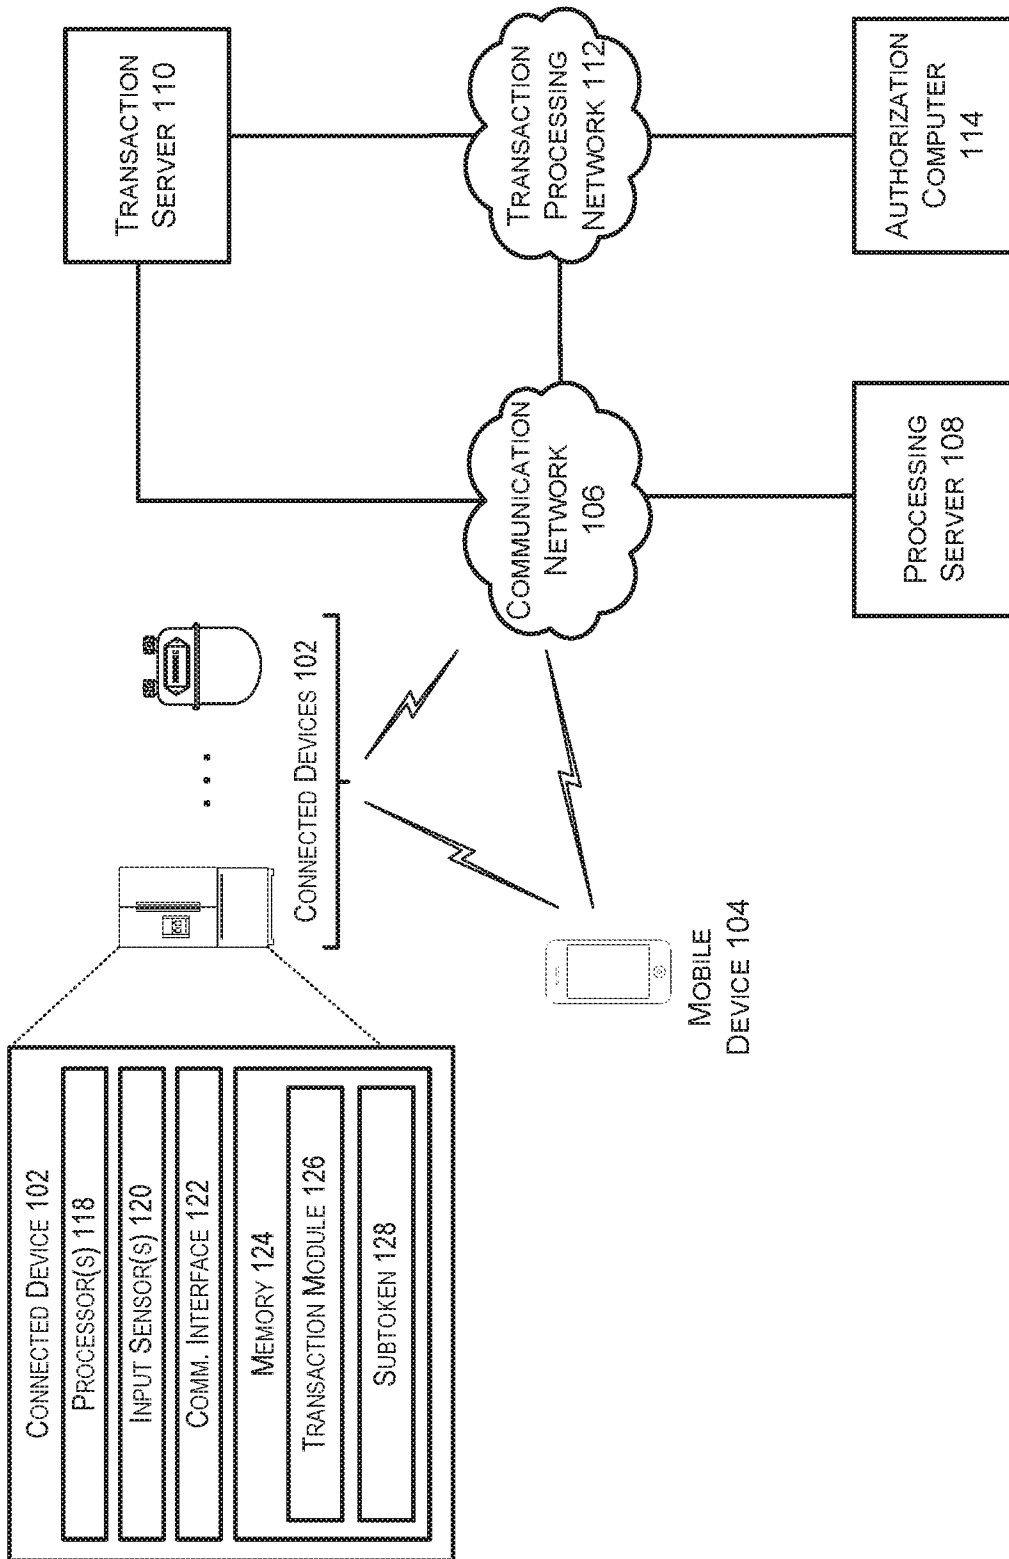 CONNECTED DEVICE 102
PROCESSOR(S) 118
INPUT SENSOR(S) 120
COMM. INTERFACE 122
MEMORY 124
TRANSACTION MODULE 126
SUBTOKEN 128
CONNECTED DEVICES 102
MOBILE
DEVICE 104
TRANSACTION
SERVER 110
COMMUNICATION
NETWORK
106
TRANSACTION
PROCESSING
NETWORK 112
PROCESSING
SERVER 108
AUTHORIZATION
COMPUTER
114